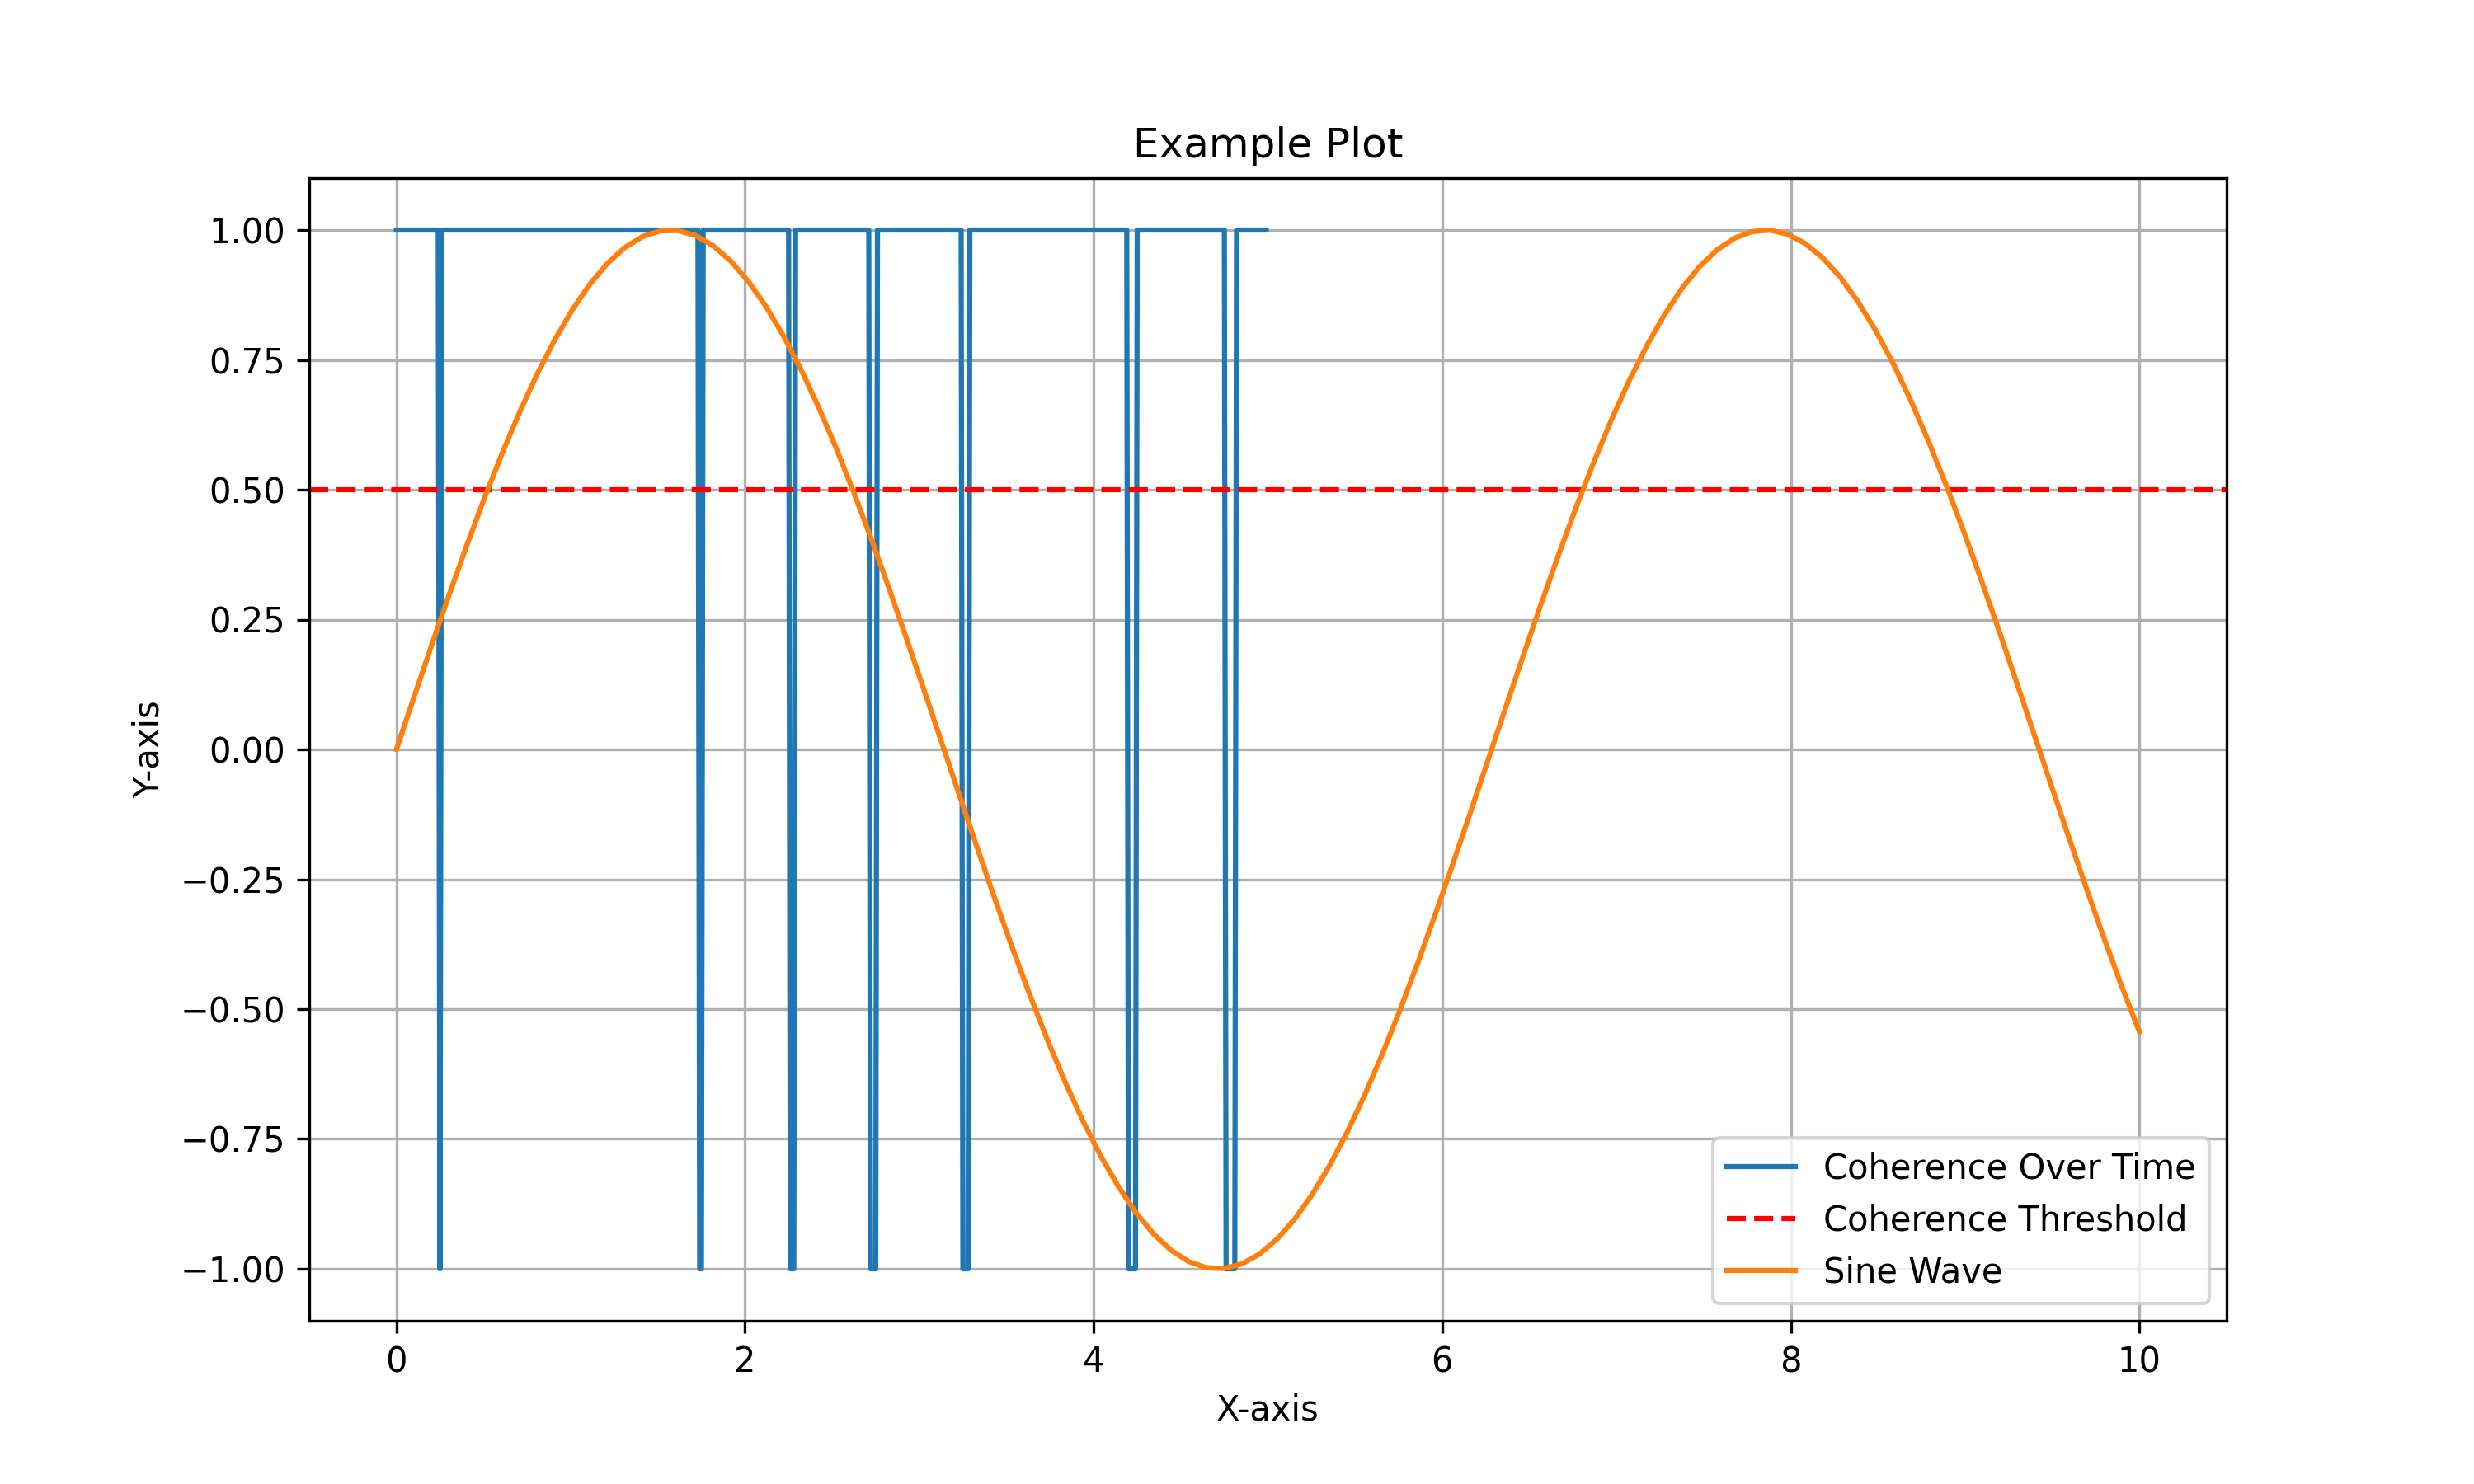 Example Plot
1.00
0.75
0.50
0.25
0.00
−0.25
−0.50
−0.75
−1.00
Y-axis
0 2 4 6 8 10
X-axis
Coherence Over Time
Coherence Threshold
Sine Wave